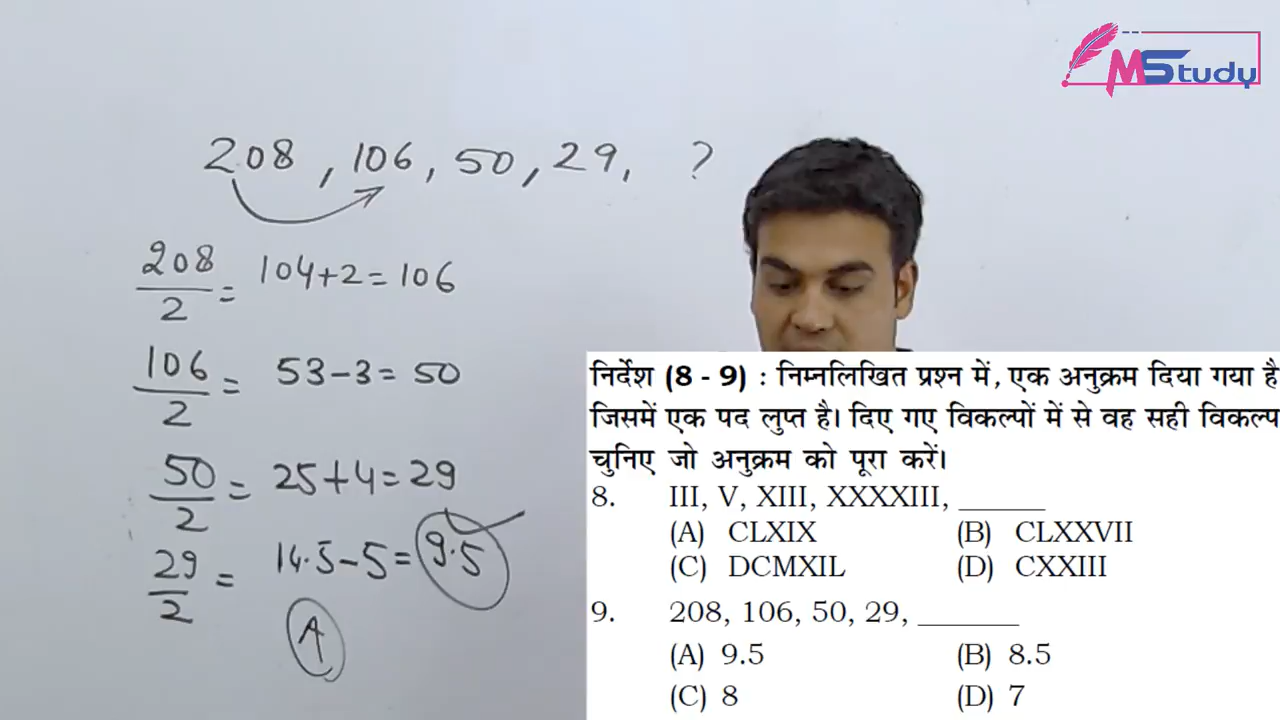 MStudy
208, 106, 50, 29, ?
208/2 = 104+2=106
106/2 = 53-3=50
50/2 = 25+4=29
29/2 = 14.5-5=9.5
A
निर्देश (8 - 9) : निम्नलिखित प्रश्न में, एक अनुक्रम दिया गया है
जिसमें एक पद लुप्त है। दिए गए विकल्पों में से वह सही विकल्प
चुनिए जो अनुक्रम को पूरा करें।
8. III, V, XIII, XXXXIII, ______
(A) CLXIX (B) CLXXVII
(C) DCMXIL (D) CXXIII
9. 208, 106, 50, 29, _______
(A) 9.5 (B) 8.5
(C) 8 (D) 7